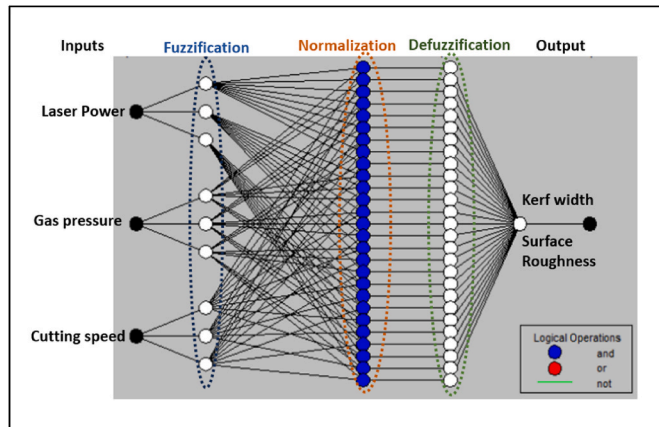 Inputs
Fuzzification
Normalization
Defuzzification
Output
Laser Power
Gas pressure
Cutting speed
Kerf width
Surface
Roughness
Logical Operations
and
or
not